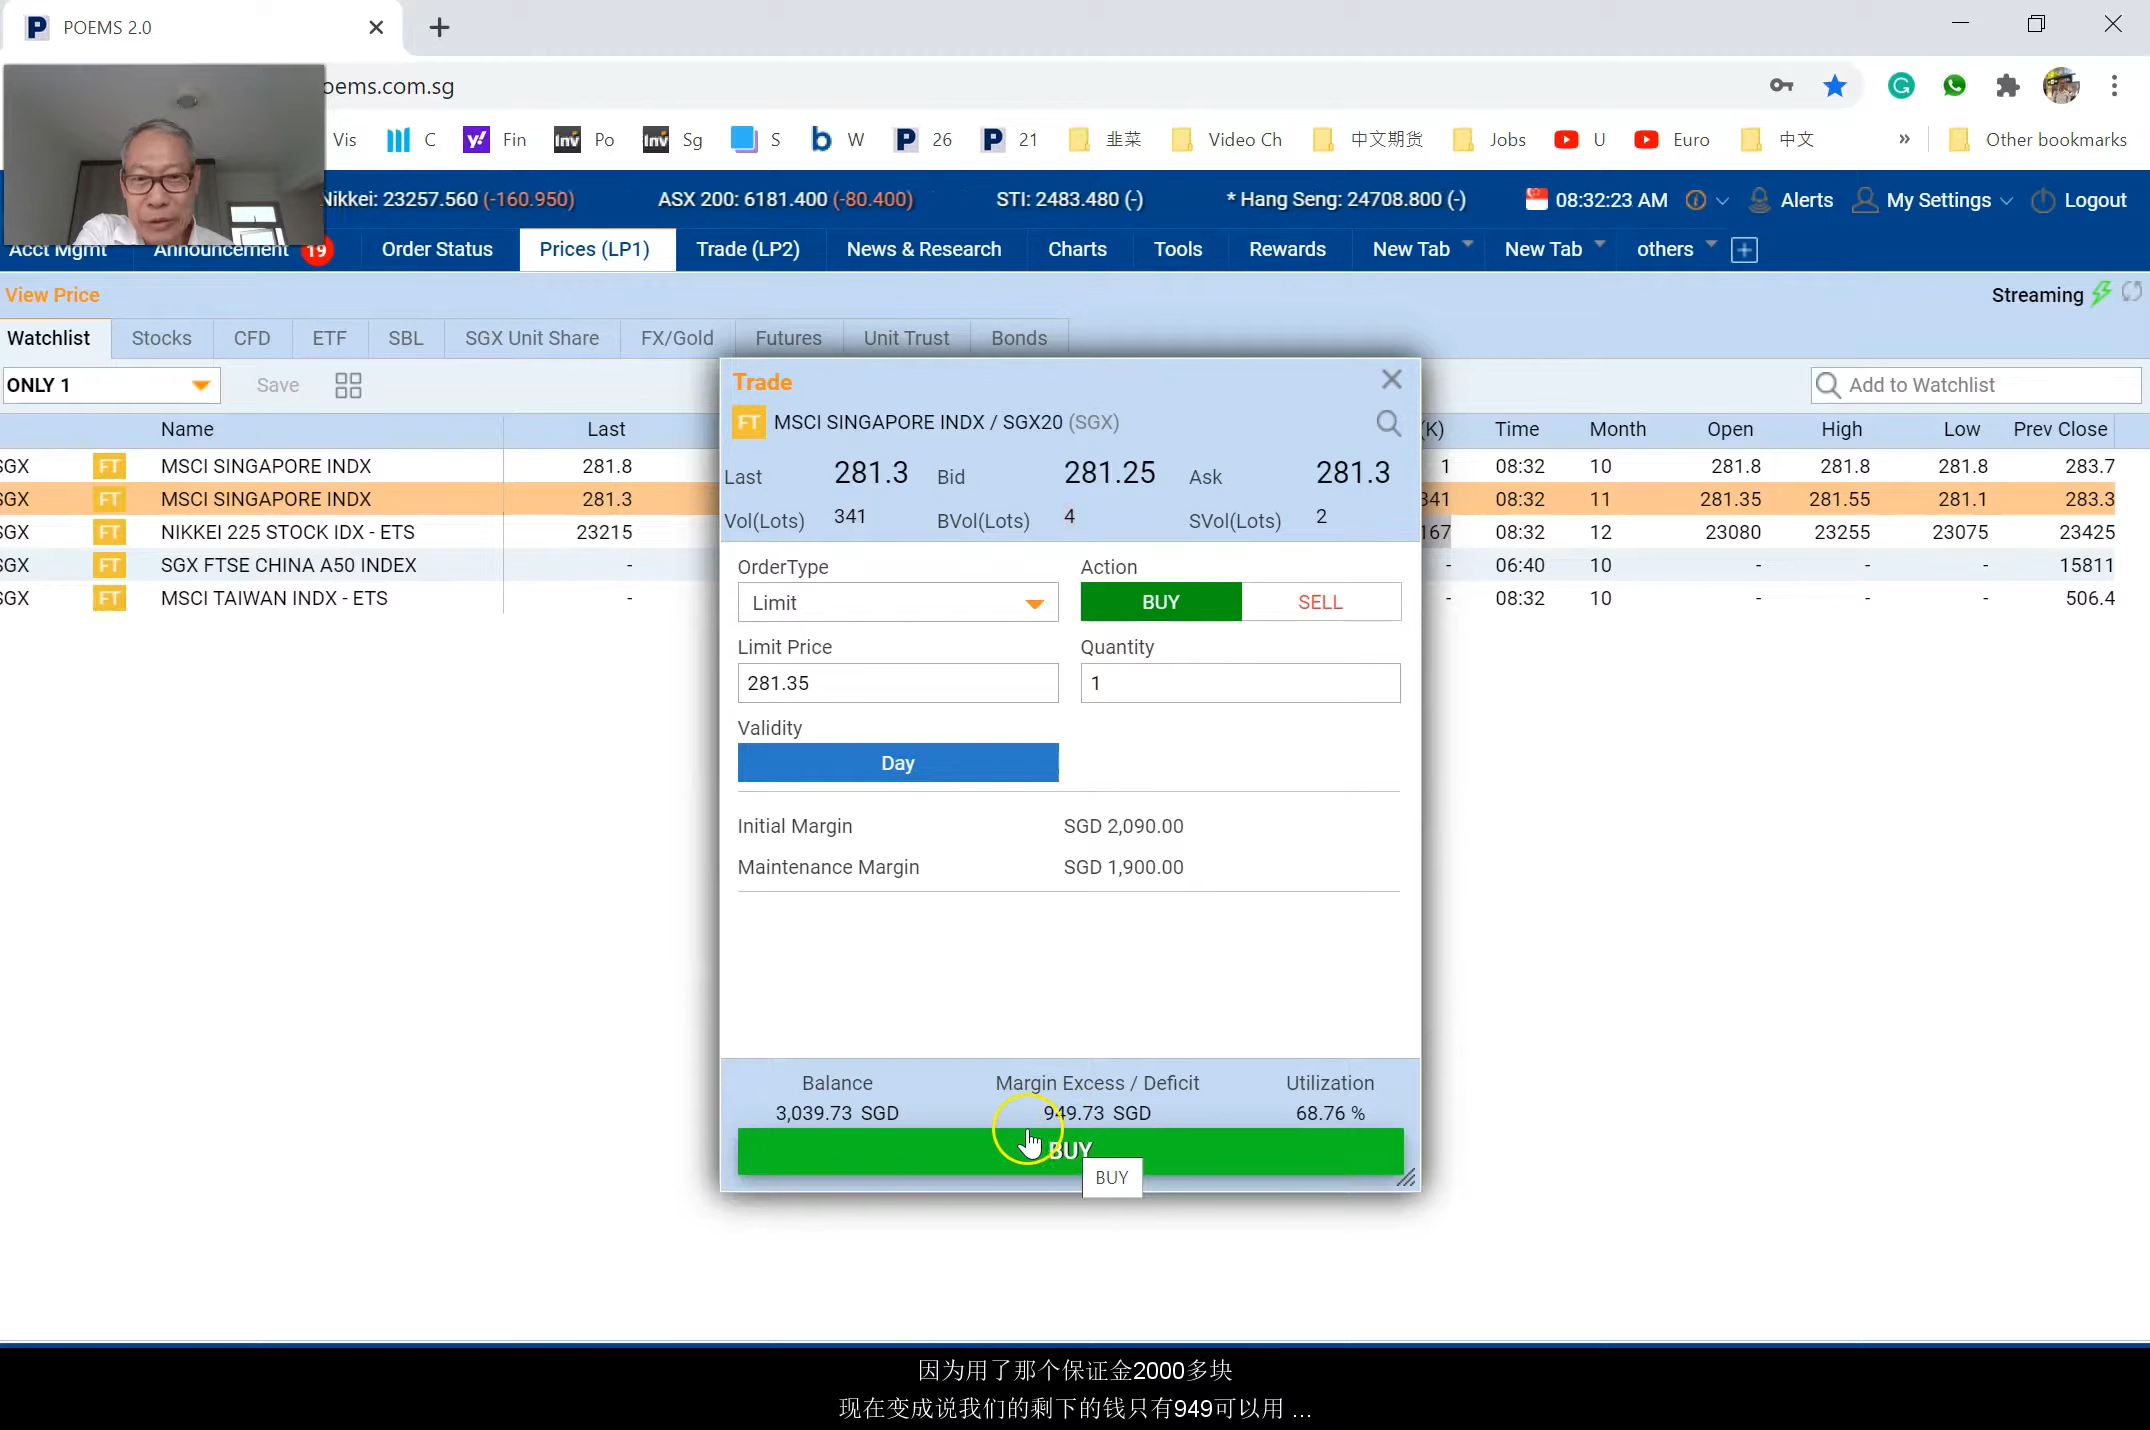 POEMS 2.0
oems.com.sg
Vis C Fin Po Sg S W 26 21 韭菜 Video Ch 中文期货 Jobs U Euro 中文 » Other bookmarks
Nikkei: 23257.560 (-160.950) ASX 200: 6181.400 (-80.400) STI: 2483.480 (-) * Hang Seng: 24708.800 (-) 08:32:23 AM Alerts My Settings Logout
Acct Mgmt Announcement 19 Order Status Prices (LP1) Trade (LP2) News & Research Charts Tools Rewards New Tab New Tab others
View Price Streaming
Watchlist Stocks CFD ETF SBL SGX Unit Share FX/Gold Futures Unit Trust Bonds
ONLY 1 Save Add to Watchlist
Name Last (K) Time Month Open High Low Prev Close
SGX FT MSCI SINGAPORE INDX 281.8 1 08:32 10 281.8 281.8 281.8 283.7
SGX FT MSCI SINGAPORE INDX 281.3 341 08:32 11 281.35 281.55 281.1 283.3
SGX FT NIKKEI 225 STOCK IDX - ETS 23215 167 08:32 12 23080 23255 23075 23425
SGX FT SGX FTSE CHINA A50 INDEX - - 06:40 10 - - - 15811
SGX FT MSCI TAIWAN INDX - ETS - - 08:32 10 - - - 506.4
Trade
FT MSCI SINGAPORE INDX / SGX20 (SGX)
Last 281.3 Bid 281.25 Ask 281.3
Vol(Lots) 341 BVol(Lots) 4 SVol(Lots) 2
OrderType Action
Limit BUY SELL
Limit Price Quantity
281.35 1
Validity
Day
Initial Margin SGD 2,090.00
Maintenance Margin SGD 1,900.00
Balance Margin Excess / Deficit Utilization
3,039.73 SGD 949.73 SGD 68.76 %
BUY
BUY
因为用了那个保证金2000多块
现在变成说我们的剩下的钱只有949可以用 ...